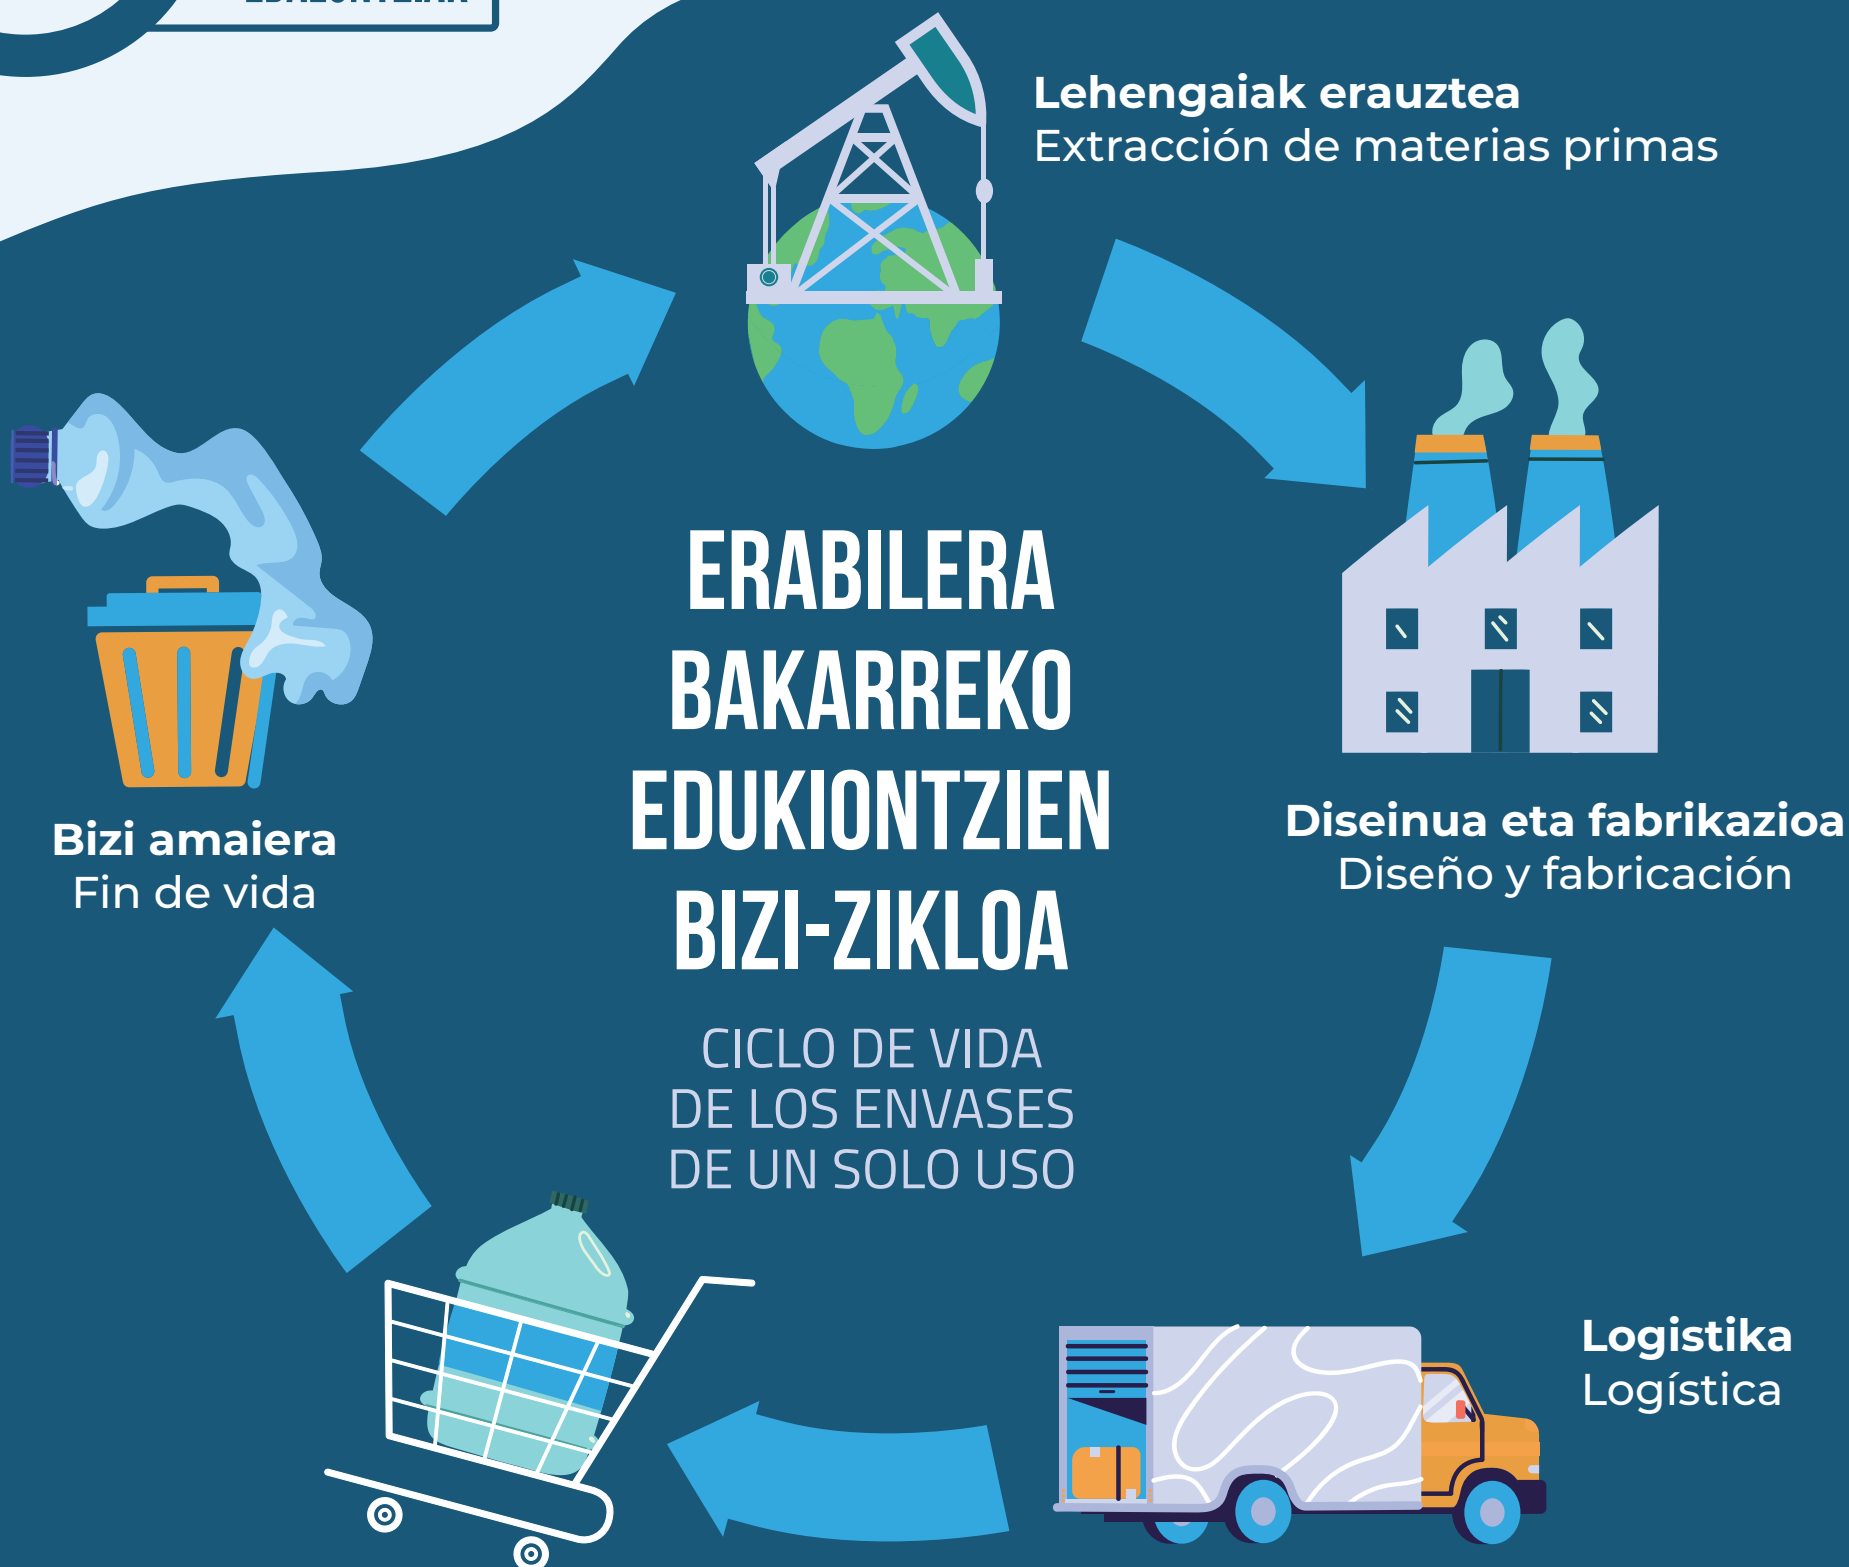 Lehengaiak erauztea
Extracción de materias primas
ERABILERA
BAKARREKO
EDUKIONTZIEN
BIZI-ZIKLOA
CICLO DE VIDA
DE LOS ENVASES
DE UN SOLO USO
Diseinua eta fabrikazioa
Diseño y fabricación
Bizi amaiera
Fin de vida
Logistika
Logística